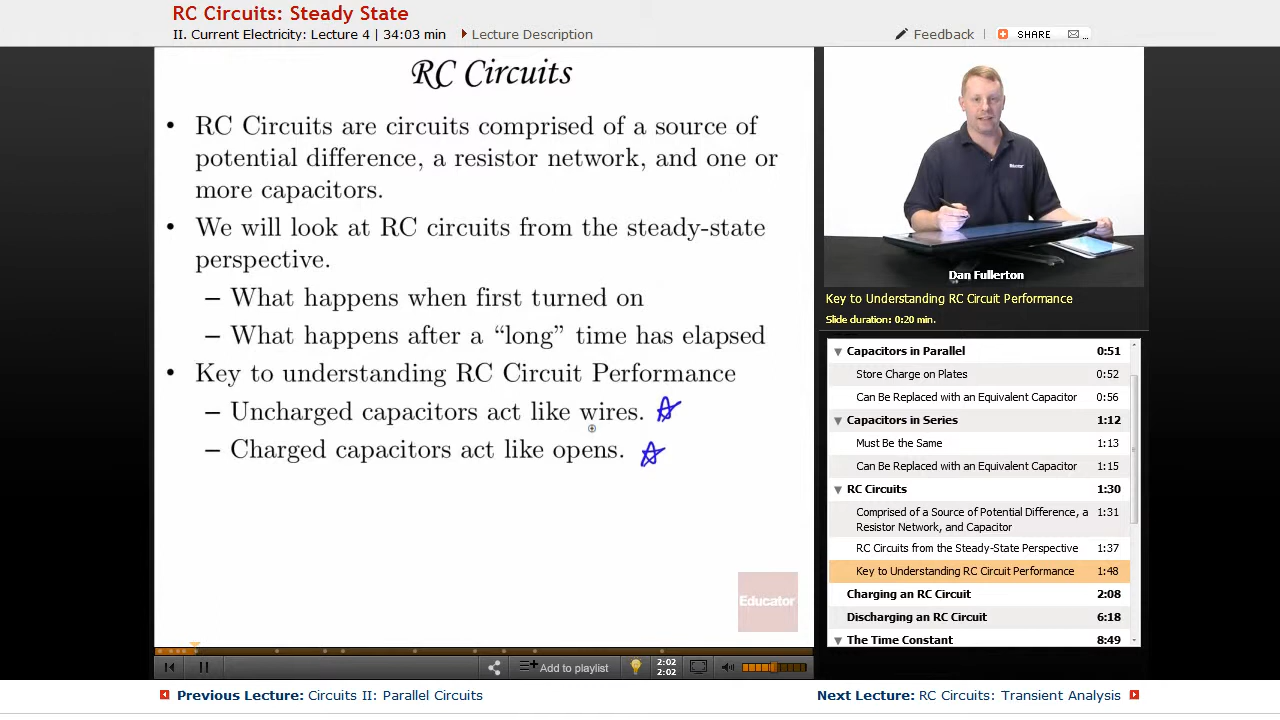 RC Circuits: Steady State
II. Current Electricity: Lecture 4 | 34:03 min
Lecture Description
Feedback
SHARE
RC Circuits
• RC Circuits are circuits comprised of a source of
potential difference, a resistor network, and one or
more capacitors.
• We will look at RC circuits from the steady-state
perspective.
– What happens when first turned on
– What happens after a “long” time has elapsed
• Key to understanding RC Circuit Performance
– Uncharged capacitors act like wires.
– Charged capacitors act like opens.
Educator
Dan Fullerton
Key to Understanding RC Circuit Performance
Slide duration: 0:20 min.
Capacitors in Parallel 0:51
Store Charge on Plates 0:52
Can Be Replaced with an Equivalent Capacitor 0:56
Capacitors in Series 1:12
Must Be the Same 1:13
Can Be Replaced with an Equivalent Capacitor 1:15
RC Circuits 1:30
Comprised of a Source of Potential Difference, a 1:31
Resistor Network, and Capacitor
RC Circuits from the Steady-State Perspective 1:37
Key to Understanding RC Circuit Performance 1:48
Charging an RC Circuit 2:08
Discharging an RC Circuit 6:18
The Time Constant 8:49
Add to playlist
2:02
2:02
Previous Lecture: Circuits II: Parallel Circuits
Next Lecture: RC Circuits: Transient Analysis